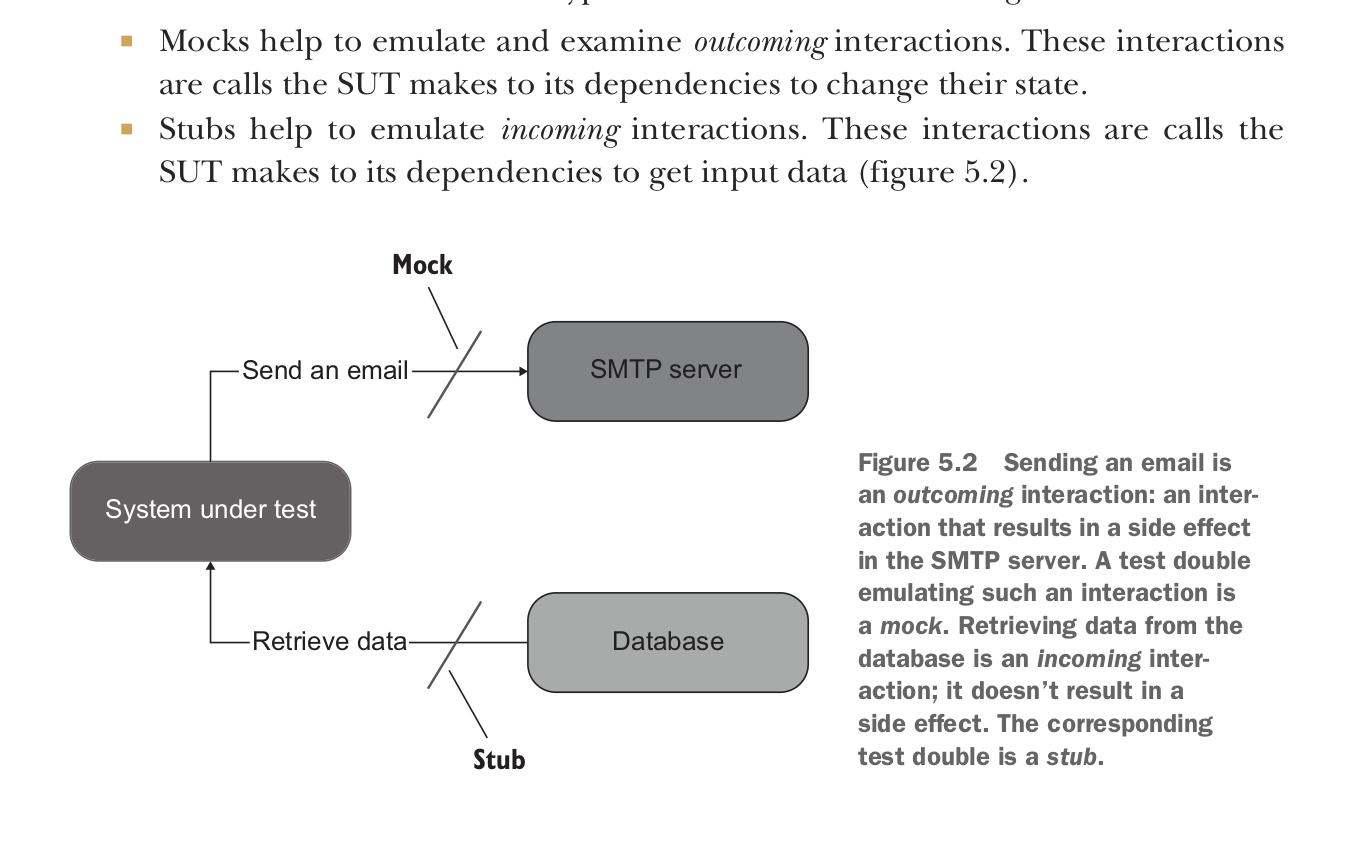 Mocks help to emulate and examine outcoming interactions. These interactions
are calls the SUT makes to its dependencies to change their state.
Stubs help to emulate incoming interactions. These interactions are calls the
SUT makes to its dependencies to get input data (figure 5.2).
Mock
Send an email
SMTP server
System under test
Retrieve data
Database
Stub
Figure 5.2 Sending an email is
an outcoming interaction: an inter-
action that results in a side effect
in the SMTP server. A test double
emulating such an interaction is
a mock. Retrieving data from the
database is an incoming inter-
action; it doesn't result in a
side effect. The corresponding
test double is a stub.